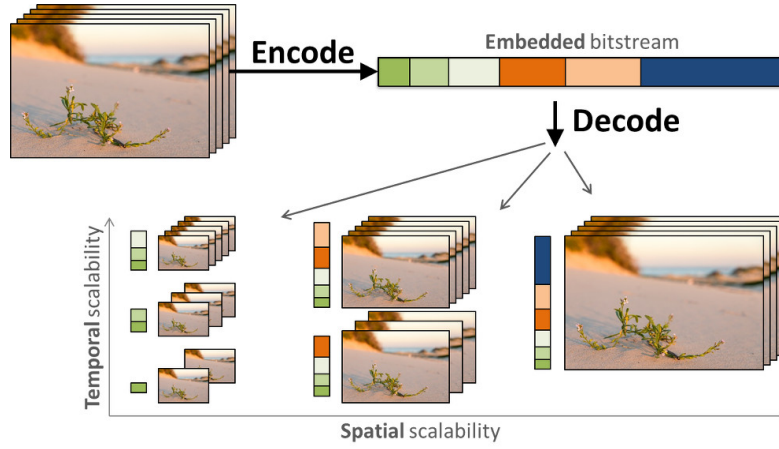 Encode
Embedded bitstream
Decode
Temporal scalability
Spatial scalability